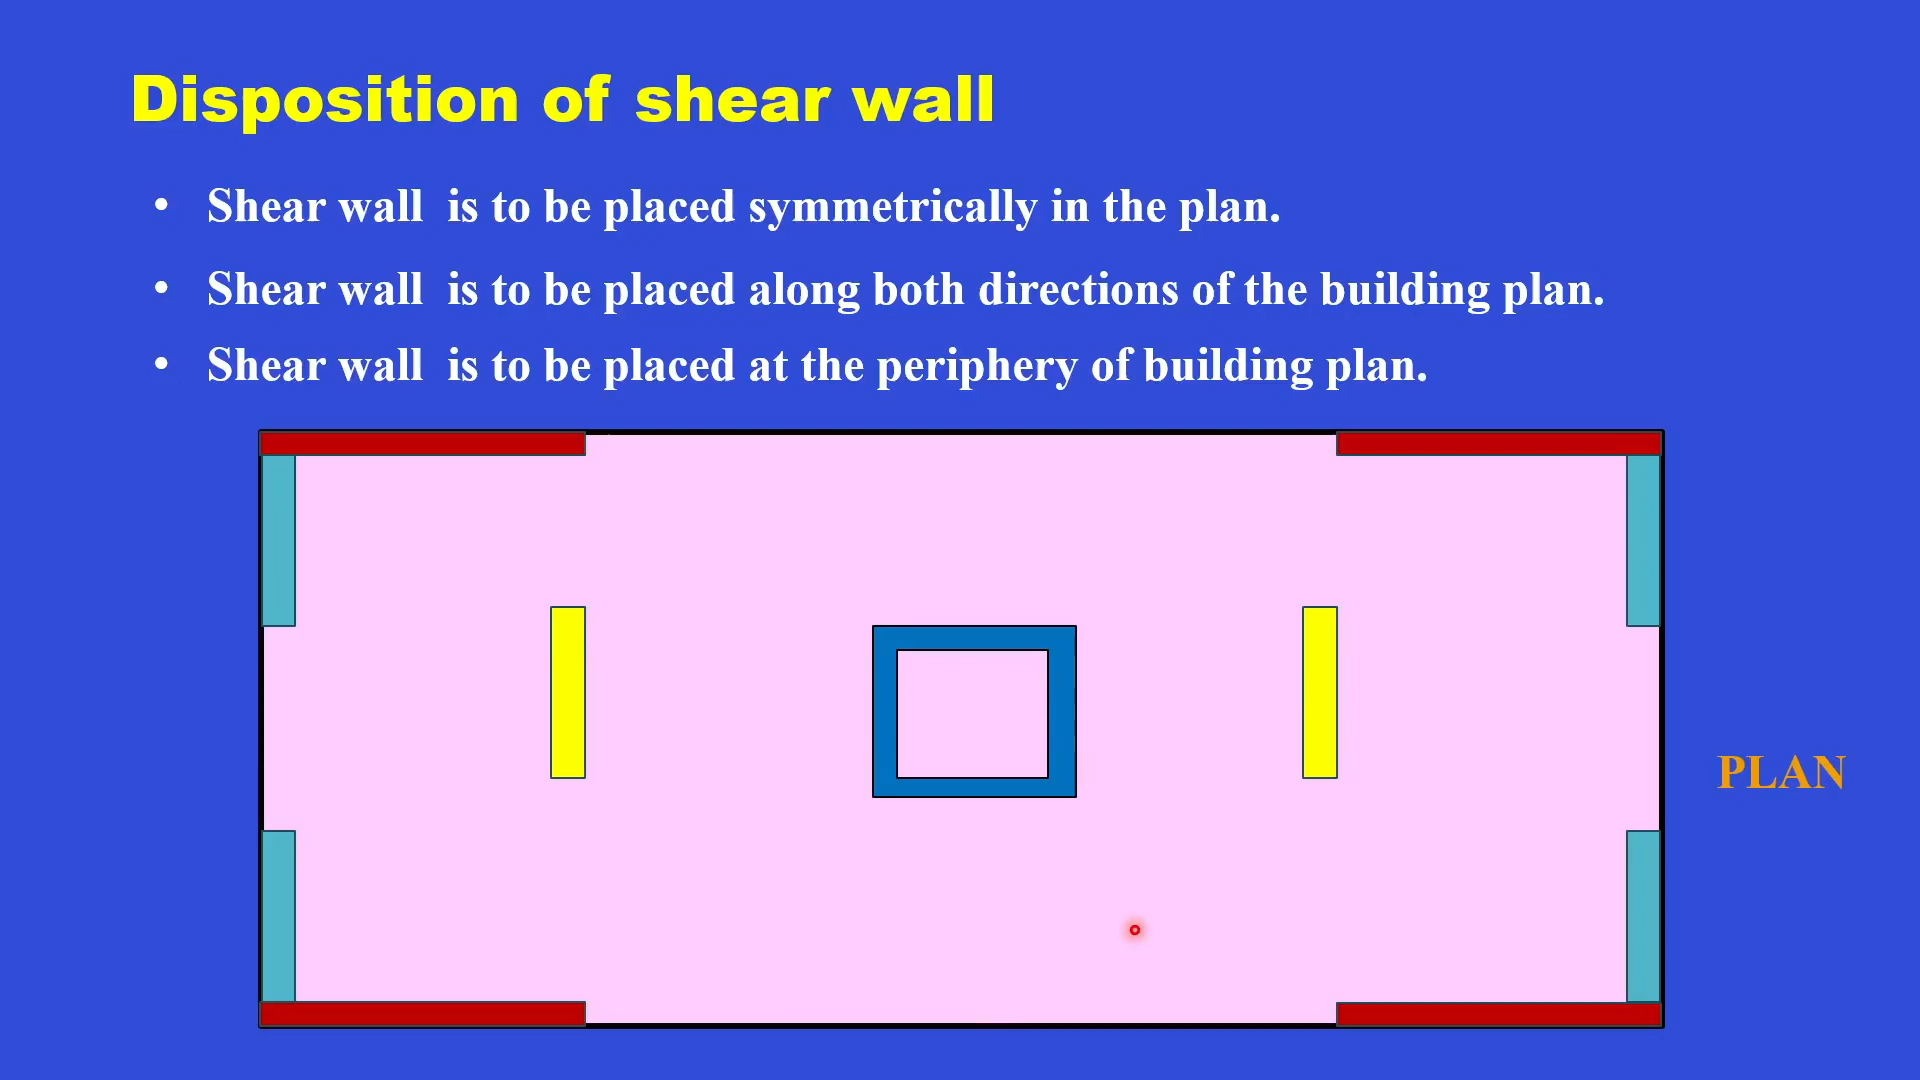 Disposition of shear wall
• Shear wall is to be placed symmetrically in the plan.
• Shear wall is to be placed along both directions of the building plan.
• Shear wall is to be placed at the periphery of building plan.
PLAN